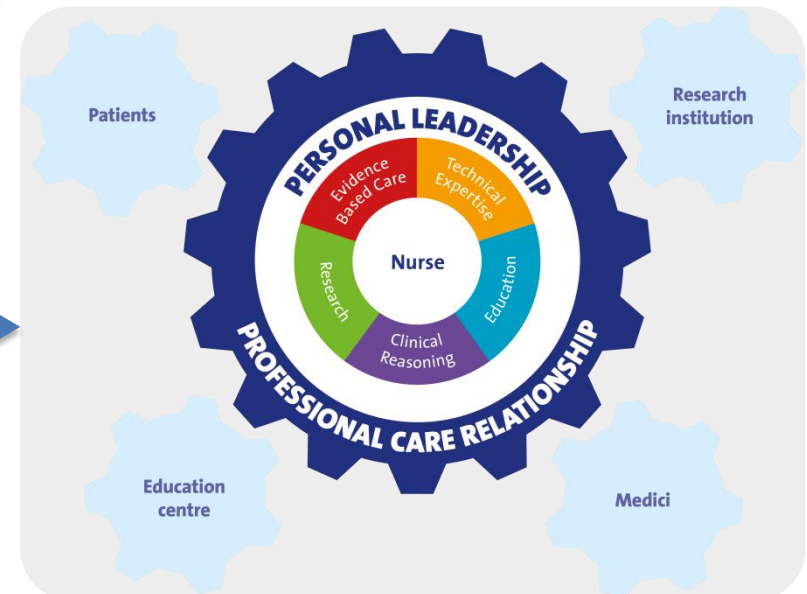 Patients
Research
institution
PERSONAL LEADERSHIP
Evidence
Based Care
Technical
Expertise
Nurse
Research
Education
Clinical
Reasoning
PROFESSIONAL CARE RELATIONSHIP
Education
centre
Medici